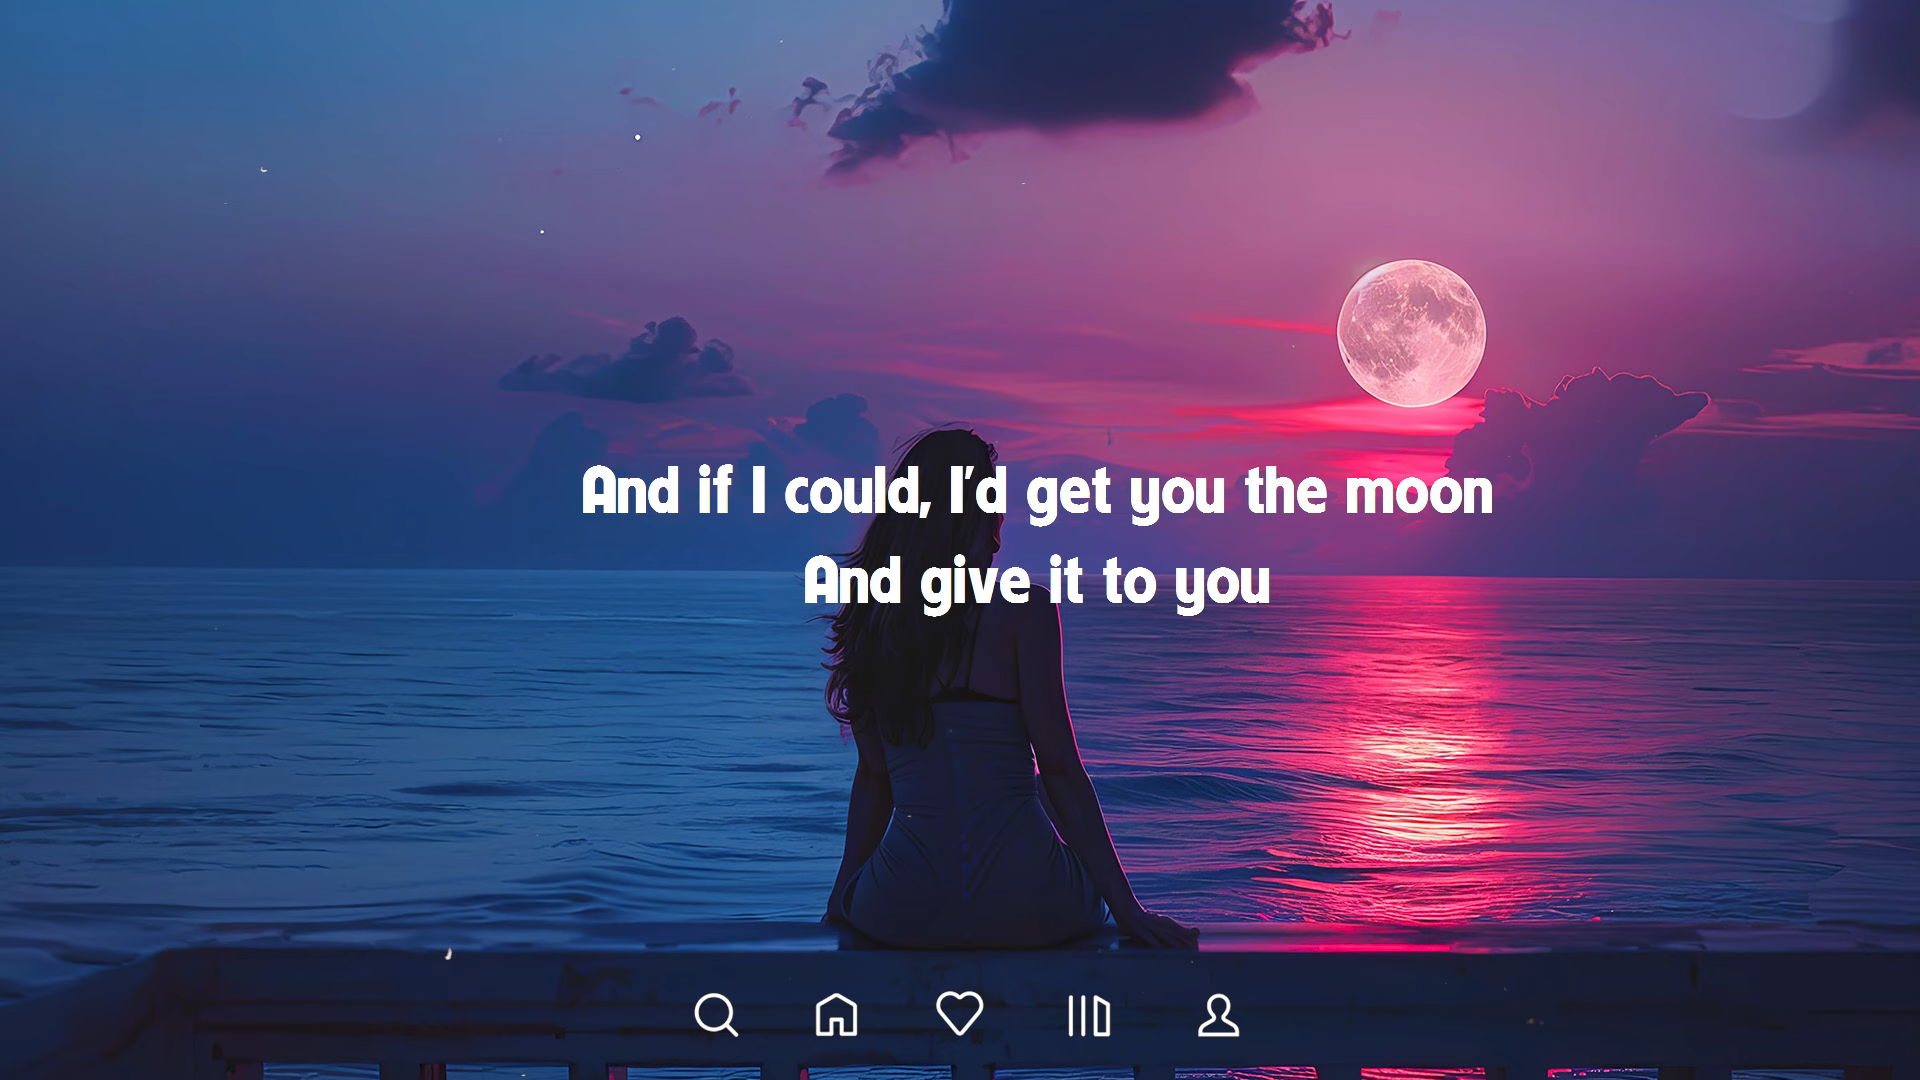 And if I could, I'd get you the moon
And give it to you